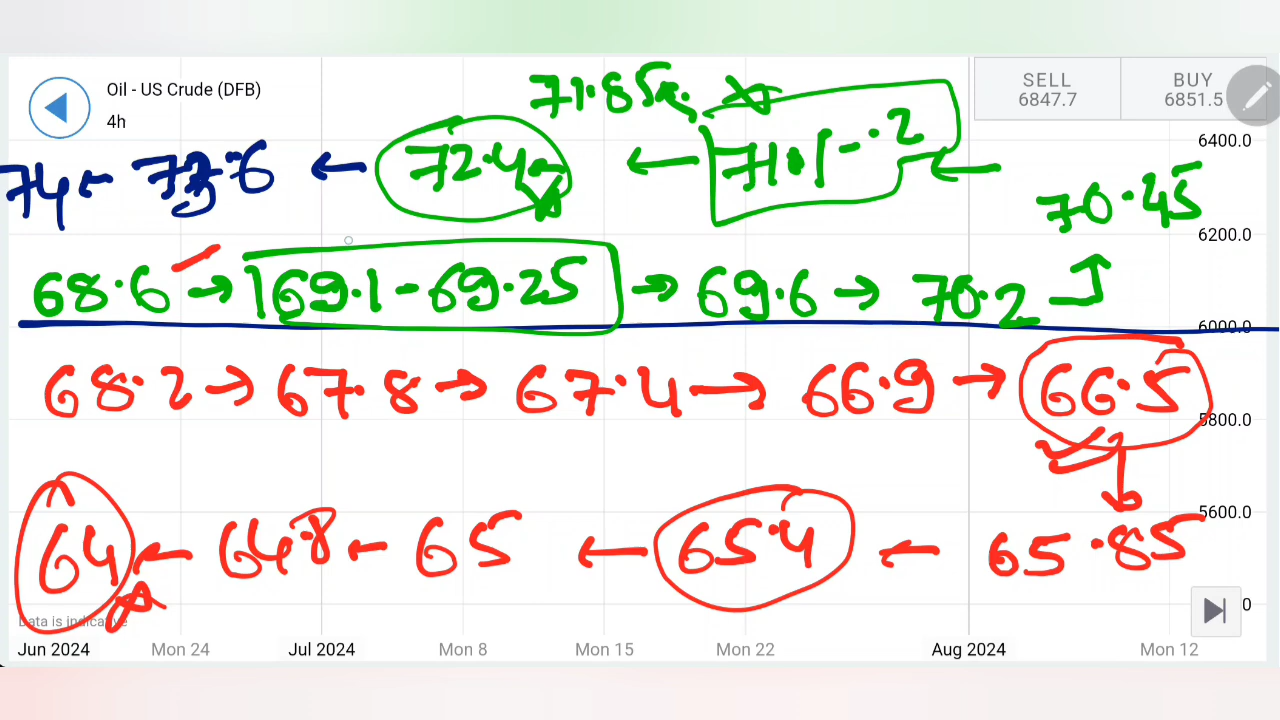 Oil - US Crude (DFB)
4h
SELL
6847.7
BUY
6851.5
71.85
74 ← 73.6 ← 72.4 ← 71.1 - .2 ←
70.45
68.6 → 69.1 - 69.25 → 69.6 → 70.2
68.2 → 67.8 → 67.4 → 66.9 → 66.5
64 ← 64.8 ← 65 ← 65.4 ← 65.85
6400.0
6200.0
6000.0
5800.0
5600.0
Data is indicative
Jun 2024 Mon 24 Jul 2024 Mon 8 Mon 15 Mon 22 Aug 2024 Mon 12